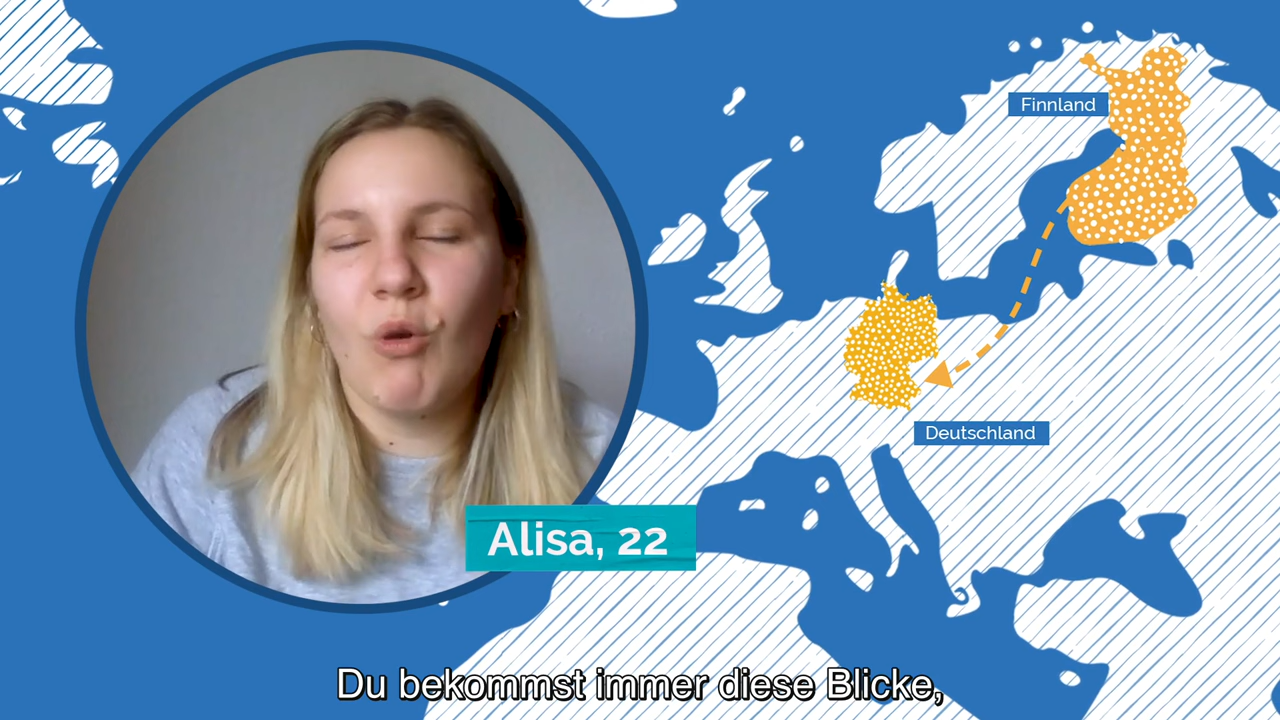 Finnland
Deutschland
Alisa, 22
Du bekommst immer diese Blicke,